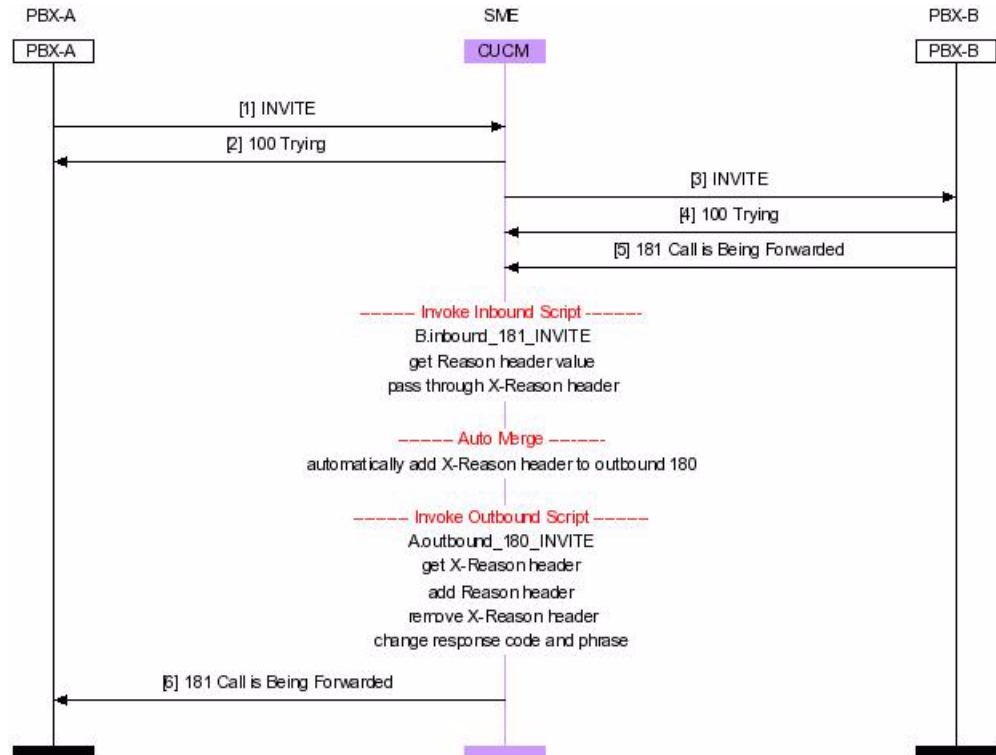 PBX-A SME PBX-B
PBX-A CUCM PBX-B
[1] INVITE
[2] 100 Trying
[3] INVITE
[4] 100 Trying
[5] 181 Call is Being Forwarded
---------- Invoke Inbound Script ----------
B.inbound_181_INVITE
get Reason header value
pass through X-Reason header
---------- Auto Merge ----------
automatically add X-Reason header to outbound 180
---------- Invoke Outbound Script ----------
A.outbound_180_INVITE
get X-Reason header
add Reason header
remove X-Reason header
change response code and phrase
[6] 181 Call is Being Forwarded